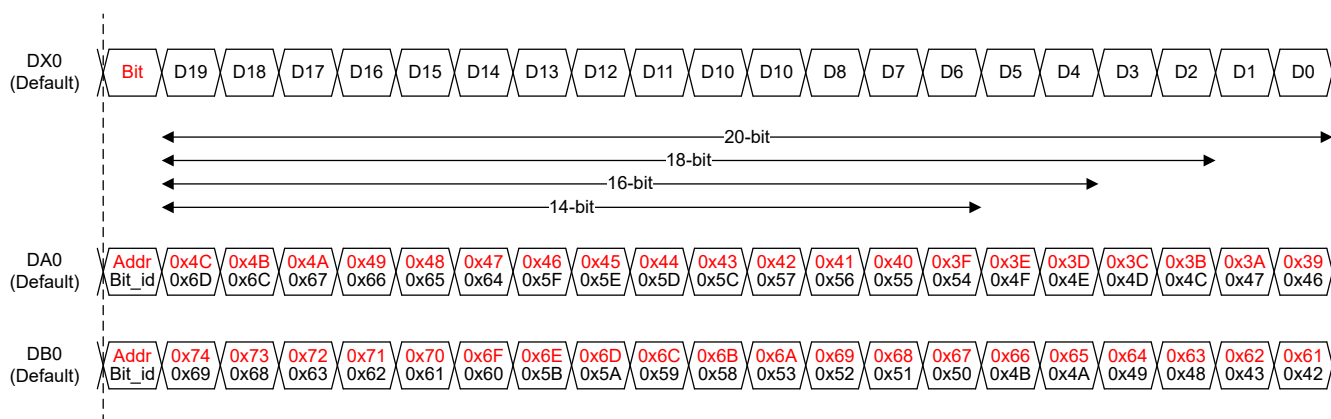 DX0
(Default)
Bit D19 D18 D17 D16 D15 D14 D13 D12 D11 D10 D10 D8 D7 D6 D5 D4 D3 D2 D1 D0
20-bit
18-bit
16-bit
14-bit
DA0
(Default)
Addr 0x4C 0x4B 0x4A 0x49 0x48 0x47 0x46 0x45 0x44 0x43 0x42 0x41 0x40 0x3F 0x3E 0x3D 0x3C 0x3B 0x3A 0x39
Bit_id 0x6D 0x6C 0x67 0x66 0x65 0x64 0x5F 0x5E 0x5D 0x5C 0x57 0x56 0x55 0x54 0x4F 0x4E 0x4D 0x4C 0x47 0x46
DB0
(Default)
Addr 0x74 0x73 0x72 0x71 0x70 0x6F 0x6E 0x6D 0x6C 0x6B 0x6A 0x69 0x68 0x67 0x66 0x65 0x64 0x63 0x62 0x61
Bit_id 0x69 0x68 0x63 0x62 0x61 0x60 0x5B 0x5A 0x59 0x58 0x53 0x52 0x51 0x50 0x4B 0x4A 0x49 0x48 0x43 0x42